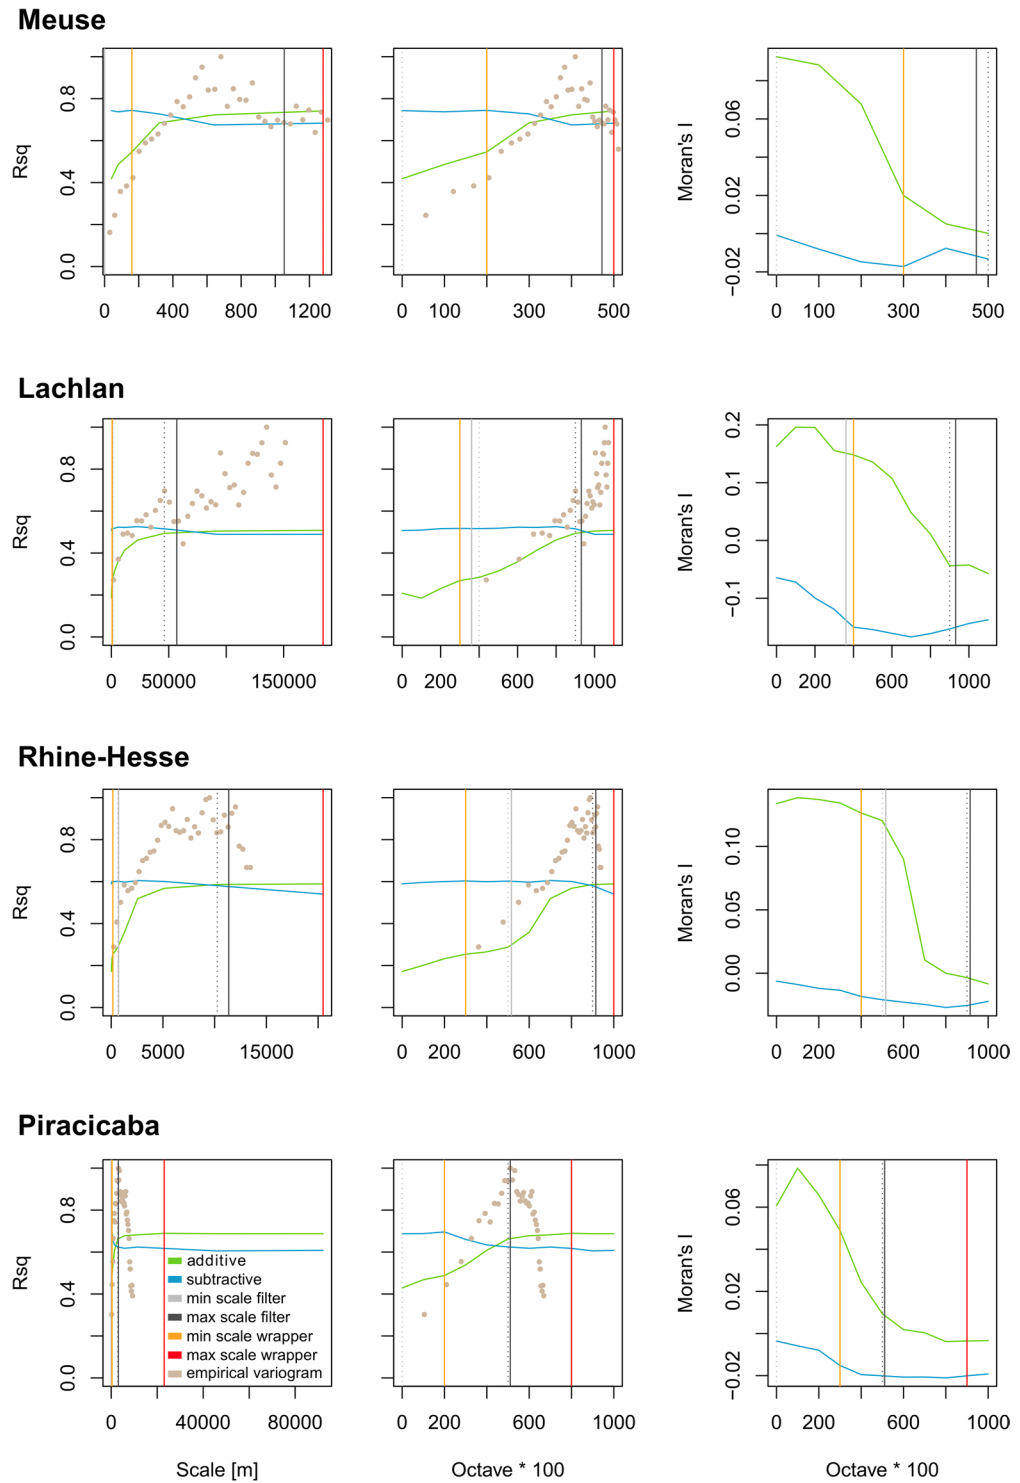 Meuse
Rsq
0.0 0.4 0.8
0 400 800 1200
0 100 300 500
Moran's I
−0.02 0.02 0.06
0 100 300 500
Lachlan
Rsq
0.0 0.4 0.8
0 50000 150000
0 200 600 1000
Moran's I
−0.1 0.0 0.1 0.2
0 200 600 1000
Rhine-Hesse
Rsq
0.0 0.4 0.8
0 5000 15000
0 200 600 1000
Moran's I
0.00 0.05 0.10
0 200 600 1000
Piracicaba
Rsq
0.0 0.4 0.8
additive
subtractive
min scale filter
max scale filter
min scale wrapper
max scale wrapper
empirical variogram
0 40000 80000
0 200 600 1000
Moran's I
−0.02 0.02 0.06
0 200 600 1000
Scale [m]
Octave * 100
Octave * 100